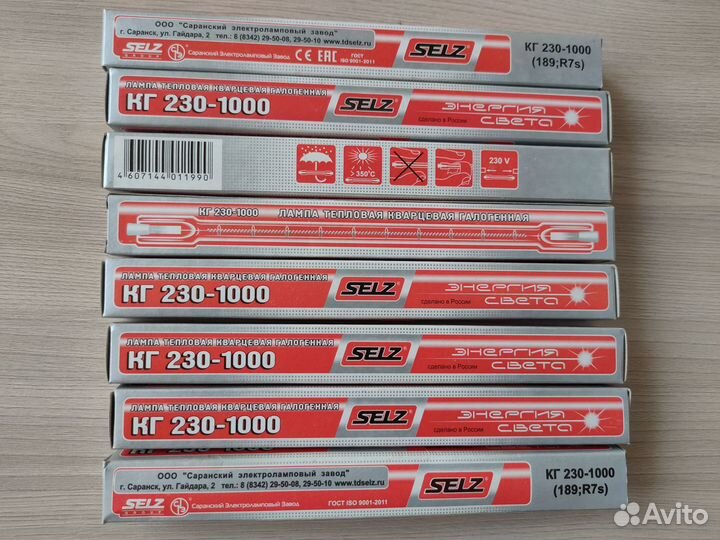 ООО "Саранский электроламповый завод"
г. Саранск, ул. Гайдара, 2 тел.: 8 (8342) 29-50-08, 29-50-10 www.tdselz.ru
SELZ
GROUP
Саранский ЭлектроЛамповый Завод
CE EAC
ГОСТ
ISO 9001-2011
SELZ
КГ 230-1000
(189;R7s)
ЛАМПА ТЕПЛОВАЯ КВАРЦЕВАЯ ГАЛОГЕННАЯ
КГ 230-1000
SELZ
ЭНЕРГИЯ
сделано в России
СВЕТА
4607144011990
> 350°C
230 V
КГ 230-1000 ЛАМПА ТЕПЛОВАЯ КВАРЦЕВАЯ ГАЛОГЕННАЯ
ЛАМПА ТЕПЛОВАЯ КВАРЦЕВАЯ ГАЛОГЕННАЯ
КГ 230-1000
SELZ
ЭНЕРГИЯ
сделано в России
СВЕТА
ЛАМПА ТЕПЛОВАЯ КВАРЦЕВАЯ ГАЛОГЕННАЯ
КГ 230-1000
SELZ
ЭНЕРГИЯ
сделано в России
СВЕТА
ЛАМПА ТЕПЛОВАЯ КВАРЦЕВАЯ ГАЛОГЕННАЯ
КГ 230-1000
SELZ
ЭНЕРГИЯ
сделано в России
СВЕТА
ООО "Саранский электроламповый завод"
г. Саранск, ул. Гайдара, 2 тел.: 8 (8342) 29-50-08, 29-50-10 www.tdselz.ru
SELZ
GROUP
Саранский ЭлектроЛамповый Завод
ГОСТ ISO 9001-2011
SELZ
КГ 230-1000
(189;R7s)
Avito